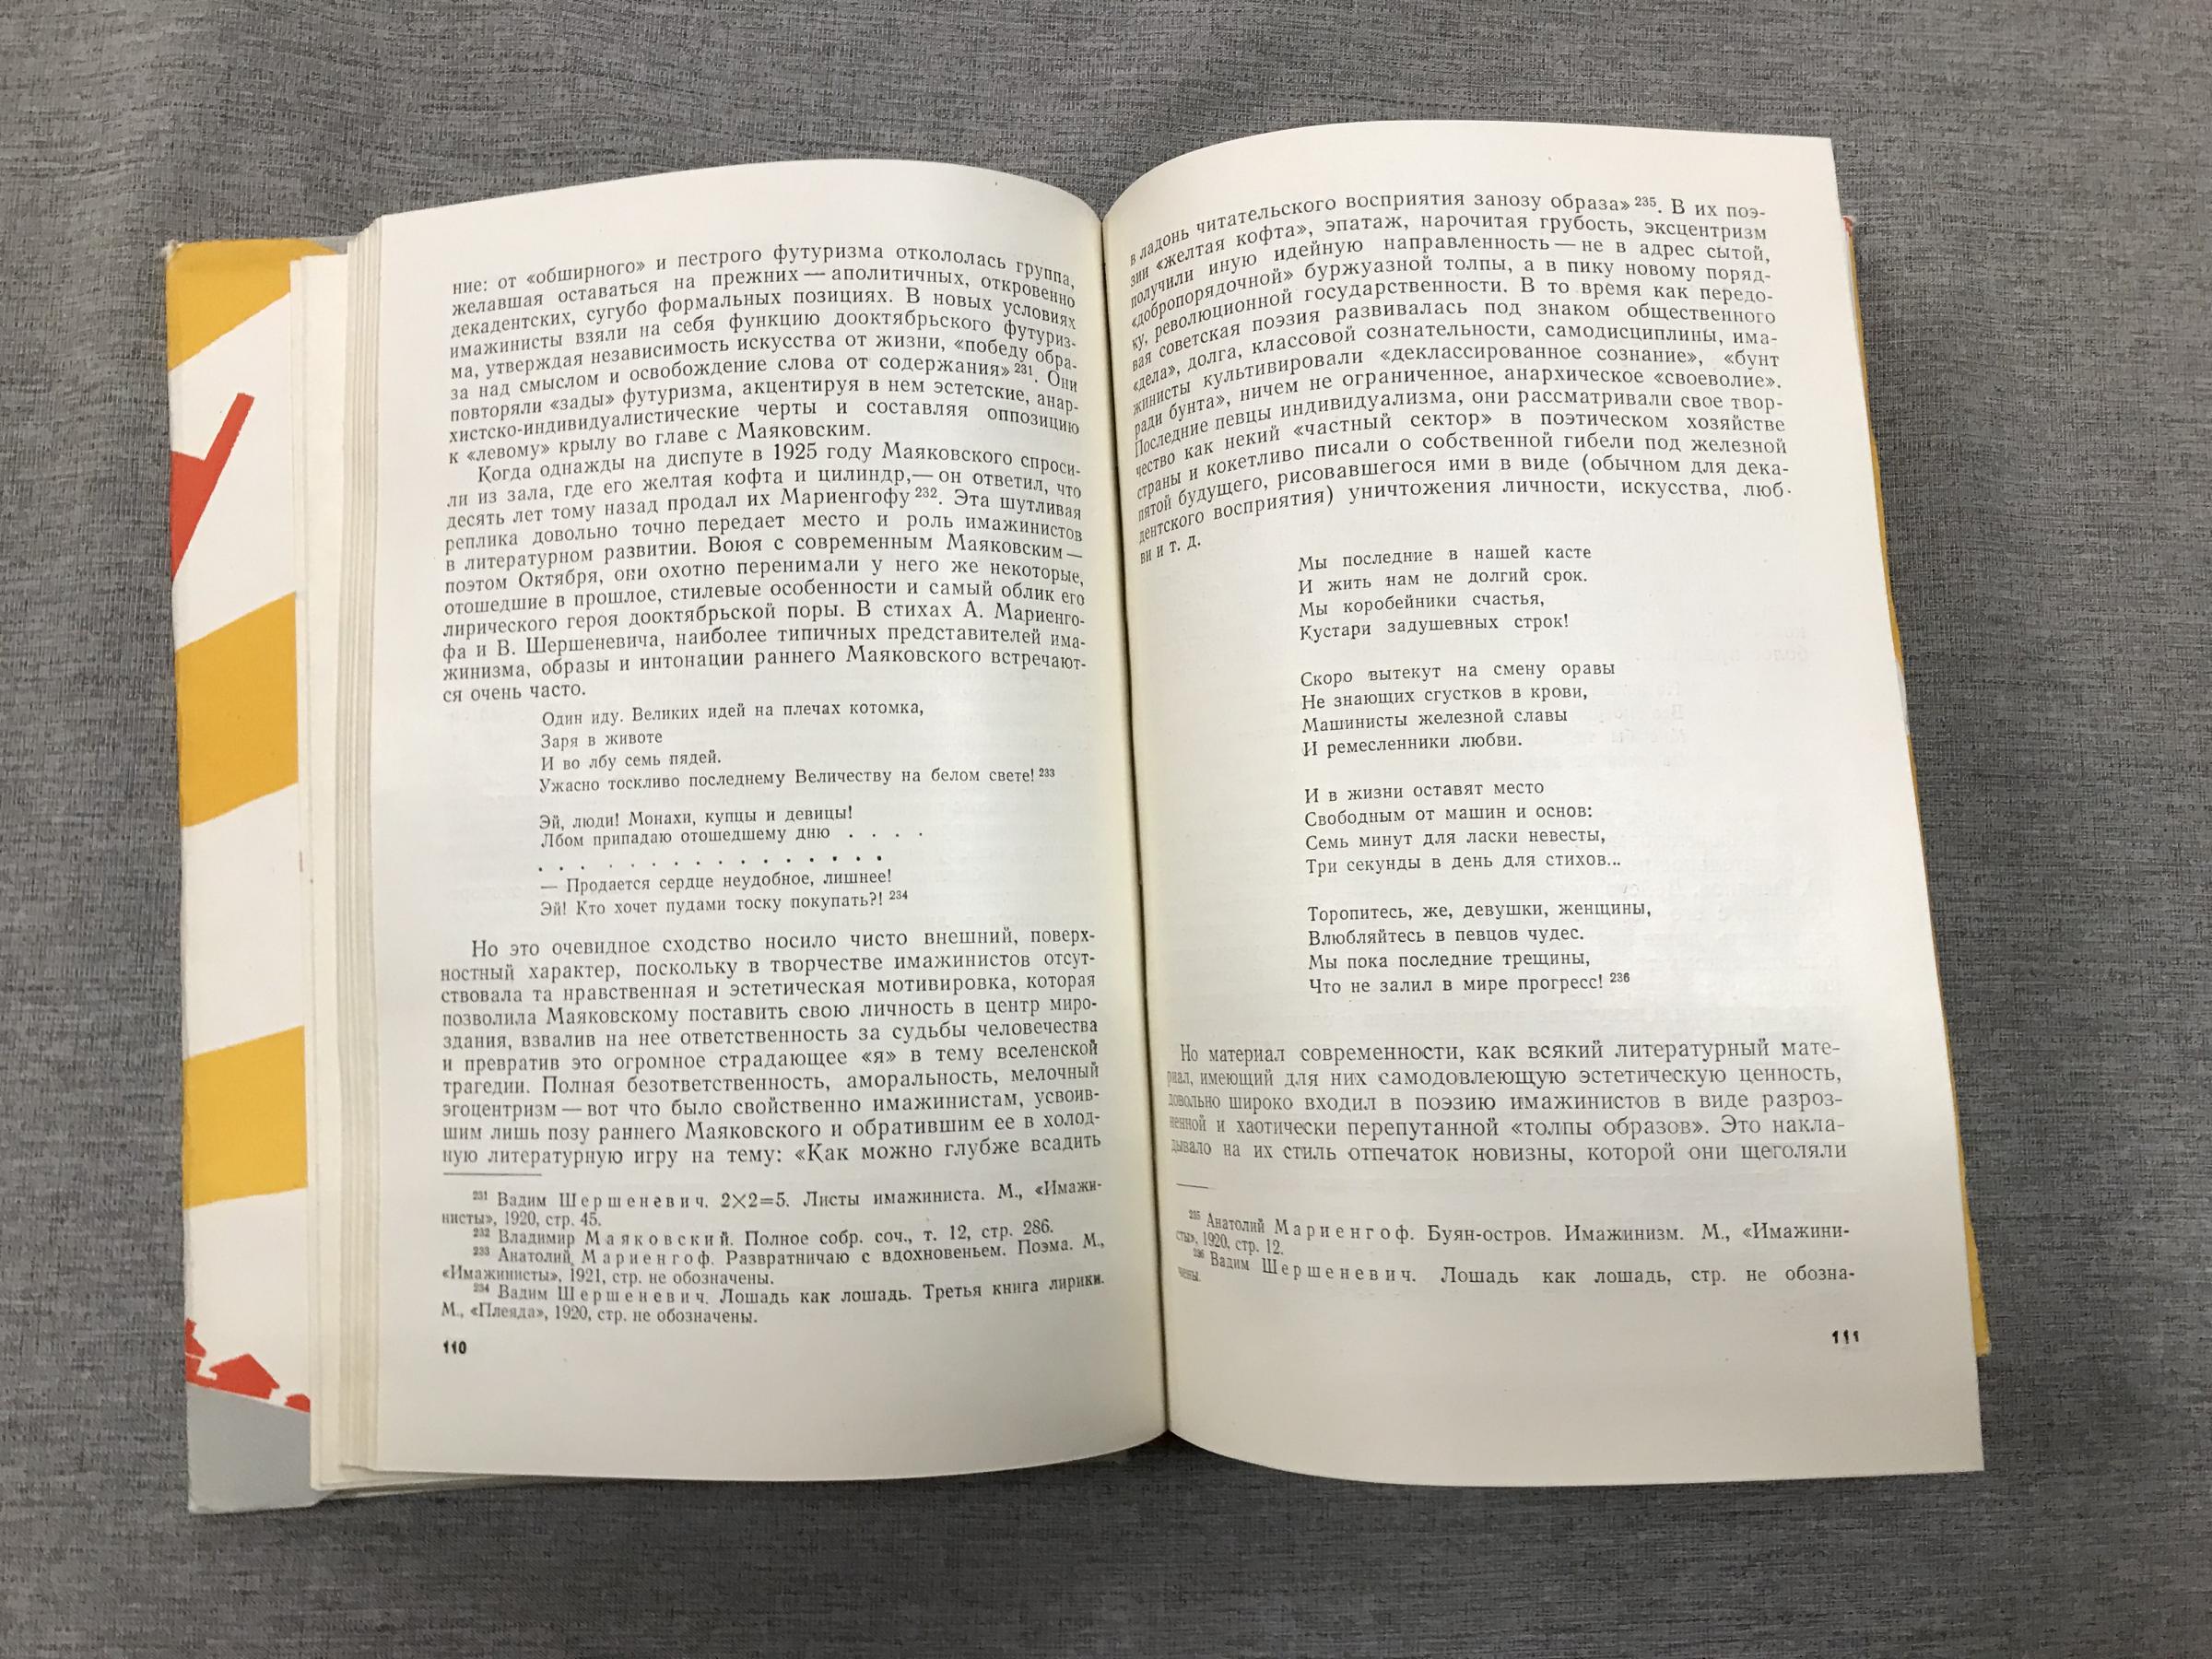 ние: от «обширного» и пестрого футуризма откололась группа,
желавшая оставаться на прежних — аполитичных, откровенно
декадентских, сугубо формальных позициях. В новых условиях
имажинисты взяли на себя функцию дооктябрьского футуриз-
ма, утверждая независимость искусства от жизни, «победу обра-
за над смыслом и освобождение слова от содержания» 231. Они
повторяли «зады» футуризма, акцентируя в нем эстетские, анар-
хистско-индивидуалистические черты и составляя оппозицию
к «левому» крылу во главе с Маяковским.
Когда однажды на диспуте в 1925 году Маяковского спроси-
ли из зала, где его желтая кофта и цилиндр,— он ответил, что
десять лет тому назад продал их Мариенгофу 232. Эта шутливая
реплика довольно точно передает место и роль имажинистов
в литературном развитии. Воюя с современным Маяковским —
поэтом Октября, они охотно перенимали у него же некоторые,
отошедшие в прошлое, стилевые особенности и самый облик его
лирического героя дооктябрьской поры. В стихах А. Мариенго-
фа и В. Шершеневича, наиболее типичных представителей има-
жинизма, образы и интонации раннего Маяковского встречают-
ся очень часто.
Один иду. Великих идей на плечах котомка,
Заря в животе
И во лбу семь пядей.
Ужасно тоскливо последнему Величеству на белом свете! 233
Эй, люди! Монахи, купцы и девицы!
Лбом припадаю отошедшему дню . . . .
. . . . . . . . . . . . . . .
— Продается сердце неудобное, лишнее!
Эй! Кто хочет пудами тоску покупать?! 234
Но это очевидное сходство носило чисто внешний, поверх-
ностный характер, поскольку в творчестве имажинистов отсут-
ствовала та нравственная и эстетическая мотивировка, которая
позволила Маяковскому поставить свою личность в центр миро-
здания, взвалив на нее ответственность за судьбы человечества
и превратив это огромное страдающее «я» в тему вселенской
трагедии. Полная безответственность, аморальность, мелочный
эгоцентризм — вот что было свойственно имажинистам, усвоив-
шим лишь позу раннего Маяковского и обратившим ее в холод-
ную литературную игру на тему: «Как можно глубже всадить
231 Вадим Шершеневич. 2×2=5. Листы имажиниста. М., «Имажи-
нисты», 1920, стр. 45.
232 Владимир Маяковский. Полное собр. соч., т. 12, стр. 286.
233 Анатолий Мариенгоф. Развратничаю с вдохновеньем. Поэма. М.,
«Имажинисты», 1921, стр. не обозначены.
234 Вадим Шершеневич. Лошадь как лошадь. Третья книга лирики.
М., «Плеяда», 1920, стр. не обозначены.
110
в ладонь читательского восприятия занозу образа» 235. В их поэ-
зии «желтая кофта», эпатаж, нарочитая грубость, эксцентризм
получили иную идейную направленность — не в адрес сытой,
«добропорядочной» буржуазной толпы, а в пику новому поряд-
ку, революционной государственности. В то время как передо-
вая советская поэзия развивалась под знаком общественного
«дела», долга, классовой сознательности, самодисциплины, има-
жинисты культивировали «деклассированное сознание», «бунт
ради бунта», ничем не ограниченное, анархическое «своеволие».
Последние певцы индивидуализма, они рассматривали свое твор-
чество как некий «частный сектор» в поэтическом хозяйстве
страны и кокетливо писали о собственной гибели под железной
пятой будущего, рисовавшегося ими в виде (обычном для дека-
дентского восприятия) уничтожения личности, искусства, люб-
ви и т. д.
Мы последние в нашей касте
И жить нам не долгий срок.
Мы коробейники счастья,
Кустари задушевных строк!
Скоро вытекут на смену оравы
Не знающих сгустков в крови,
Машинисты железной славы
И ремесленники любви.
И в жизни оставят место
Свободным от машин и основ:
Семь минут для ласки невесты,
Три секунды в день для стихов...
Торопитесь, же, девушки, женщины,
Влюбляйтесь в певцов чудес.
Мы пока последние трещины,
Что не залил в мире прогресс! 236
Но материал современности, как всякий литературный мате-
риал, имеющий для них самодовлеющую эстетическую ценность,
довольно широко входил в поэзию имажинистов в виде разроз-
ненной и хаотически перепутанной «толпы образов». Это накла-
дывало на их стиль отпечаток новизны, которой они щеголяли
235 Анатолий Мариенгоф. Буян-остров. Имажинизм. М., «Имажини-
сты», 1920, стр. 12.
236 Вадим Шершеневич. Лошадь как лошадь, стр. не обозна-
чены.
111